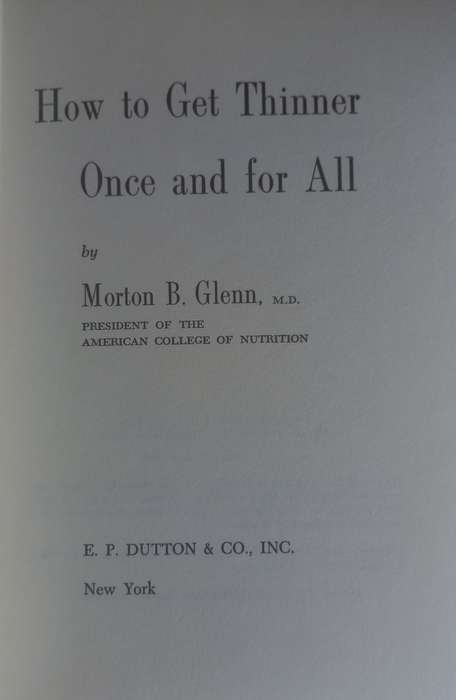 How to Get Thinner
Once and for All
by
Morton B. Glenn, M.D.
PRESIDENT OF THE
AMERICAN COLLEGE OF NUTRITION
E. P. DUTTON & CO., INC.
New York